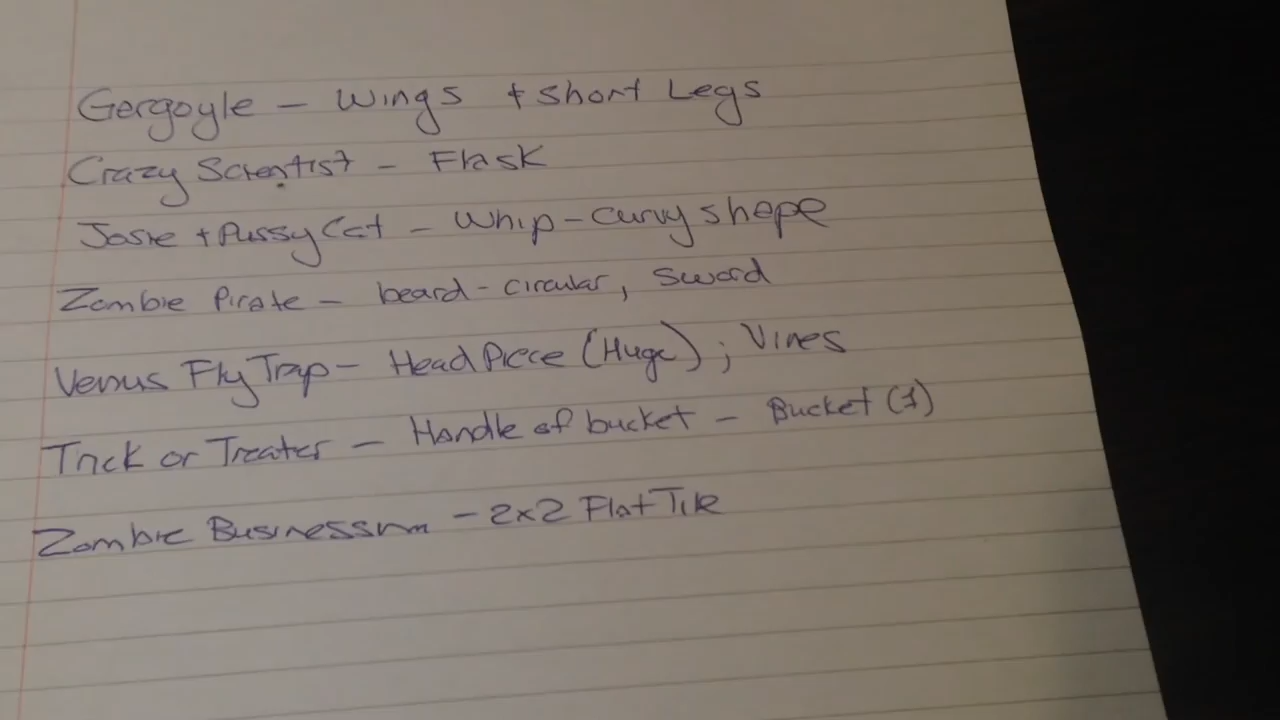 Gargoyle - Wings + Short Legs
Crazy Scientist - Flask
Josie + Pussy Cat - Whip - curvy shape
Zombie Pirate - beard - circular, Sword
Venus Fly Trap - Head Piece (Huge) ; Vines
Trick or Treater - Handle of bucket - Bucket (1)
Zombie Businessmn - 2x2 Flat Tile